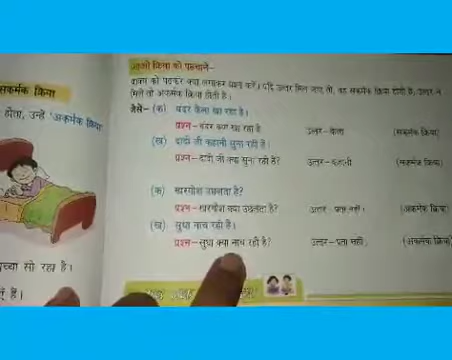 आओ क्रिया को पहचानें–
सकर्मक क्रिया
वाक्य को पढ़कर क्या लगाकर प्रश्न करें। यदि उत्तर मिल जाए तो, वह सकर्मक क्रिया होती है, उत्तर न
मिले तो अकर्मक क्रिया होती है।
होता, उन्हें 'अकर्मक क्रिया'
जैसे– (क) बंदर केला खा रहा है।
प्रश्न–बंदर क्या खा रहा है उत्तर–केला (सकर्मक क्रिया)
(ख) दादी जी कहानी सुना रही हैं।
प्रश्न–दादी जी क्या सुना रही हैं? उत्तर–कहानी (सकर्मक क्रिया)
(क) खरगोश उछलता है?
प्रश्न–खरगोश क्या उछलता है? उत्तर–पता नहीं। (अकर्मक क्रिया)
(ख) सुधा नाच रही है।
प्रश्न–सुधा क्या नाच रही है? उत्तर–पता नहीं। (अकर्मक क्रिया)
बच्चा सो रहा है।
हैं।